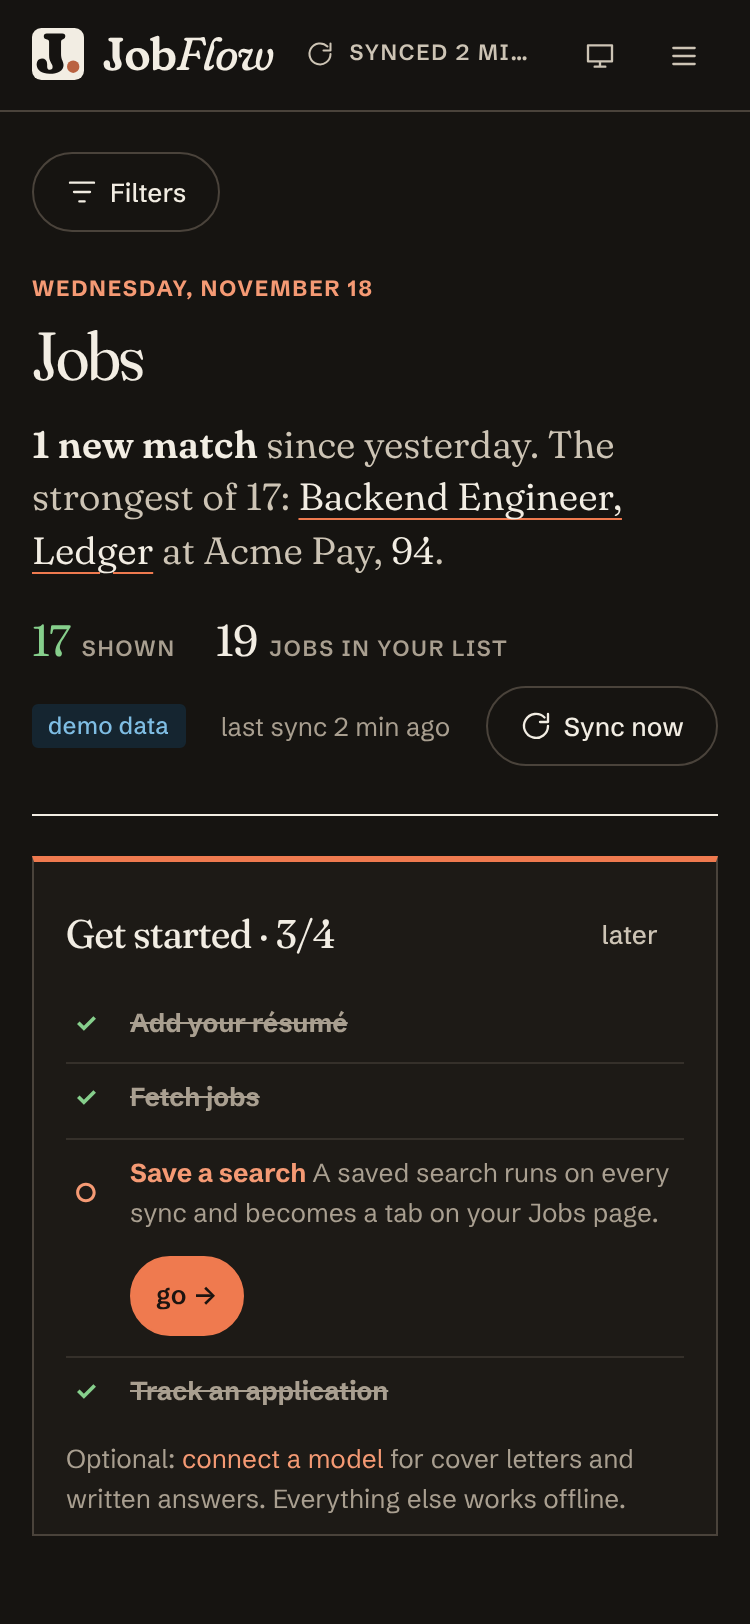 J. JobFlow SYNCED 2 MI...
Filters
WEDNESDAY, NOVEMBER 18
Jobs
1 new match since yesterday. The
strongest of 17: Backend Engineer,
Ledger at Acme Pay, 94.
17 SHOWN 19 JOBS IN YOUR LIST
demo data last sync 2 min ago Sync now
Get started · 3/4 later
Add your résumé
Fetch jobs
Save a search A saved search runs on every
sync and becomes a tab on your Jobs page.
go →
Track an application
Optional: connect a model for cover letters and
written answers. Everything else works offline.